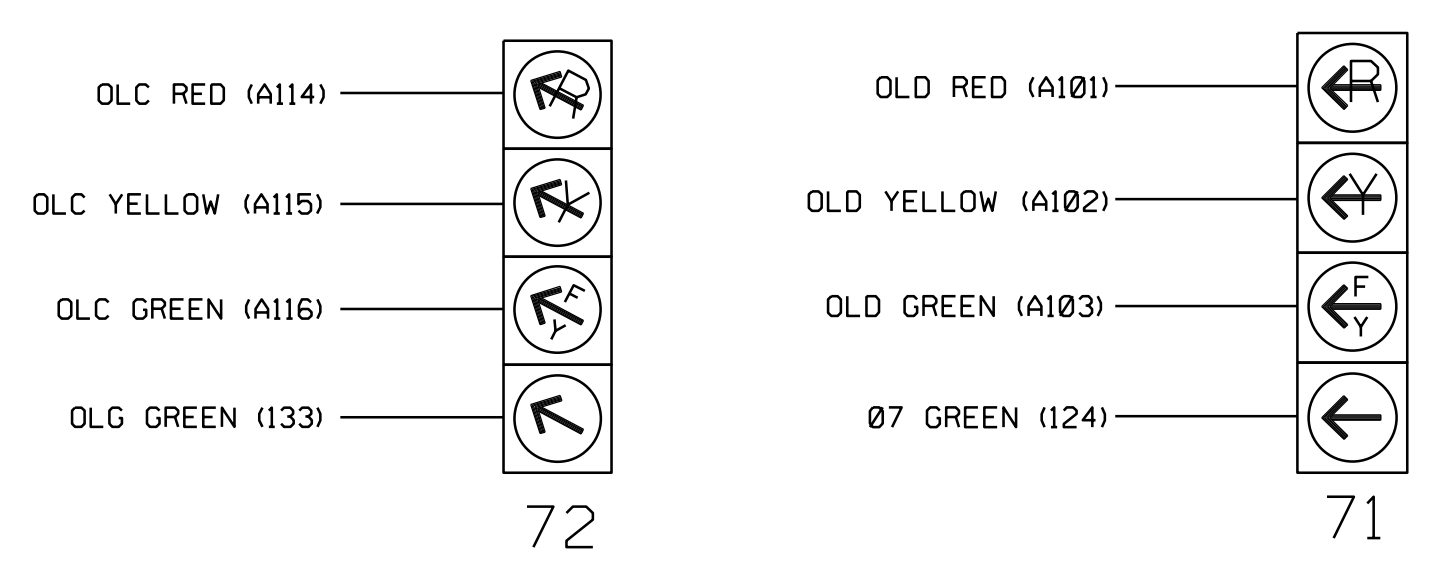 OLC RED (A114)
R
OLC YELLOW (A115)
Y
OLC GREEN (A116)
F
Y
OLG GREEN (133)
72
OLD RED (A101)
R
OLD YELLOW (A102)
Y
OLD GREEN (A103)
F
Y
Ø7 GREEN (124)
71